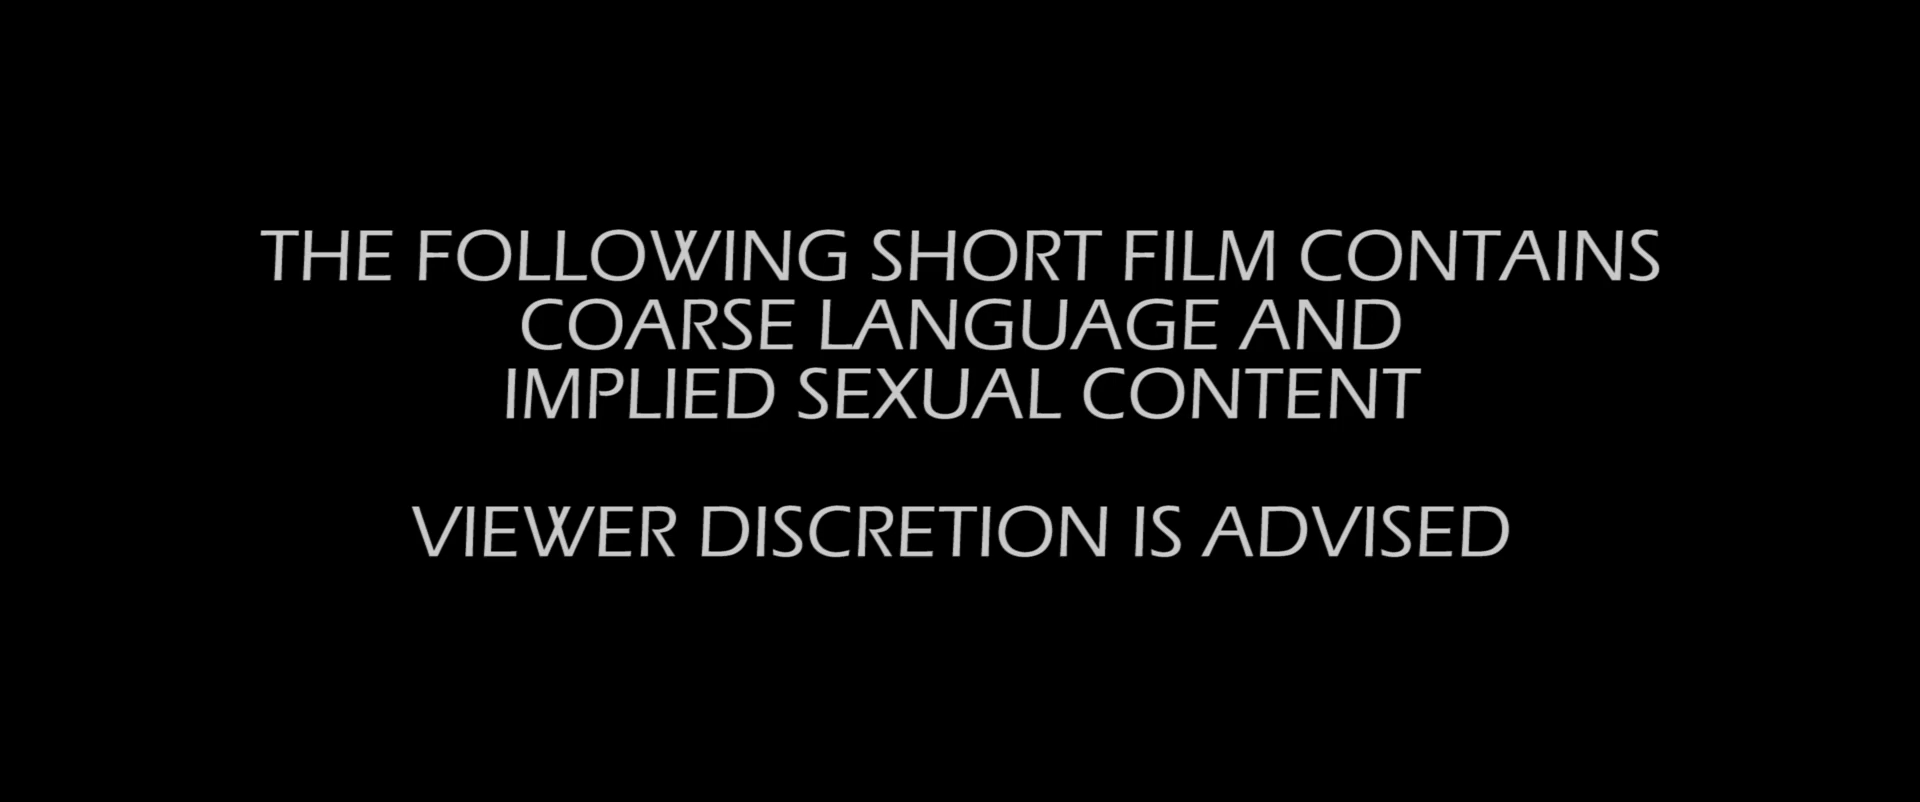 THE FOLLOWING SHORT FILM CONTAINS
COARSE LANGUAGE AND
IMPLIED SEXUAL CONTENT
VIEWER DISCRETION IS ADVISED